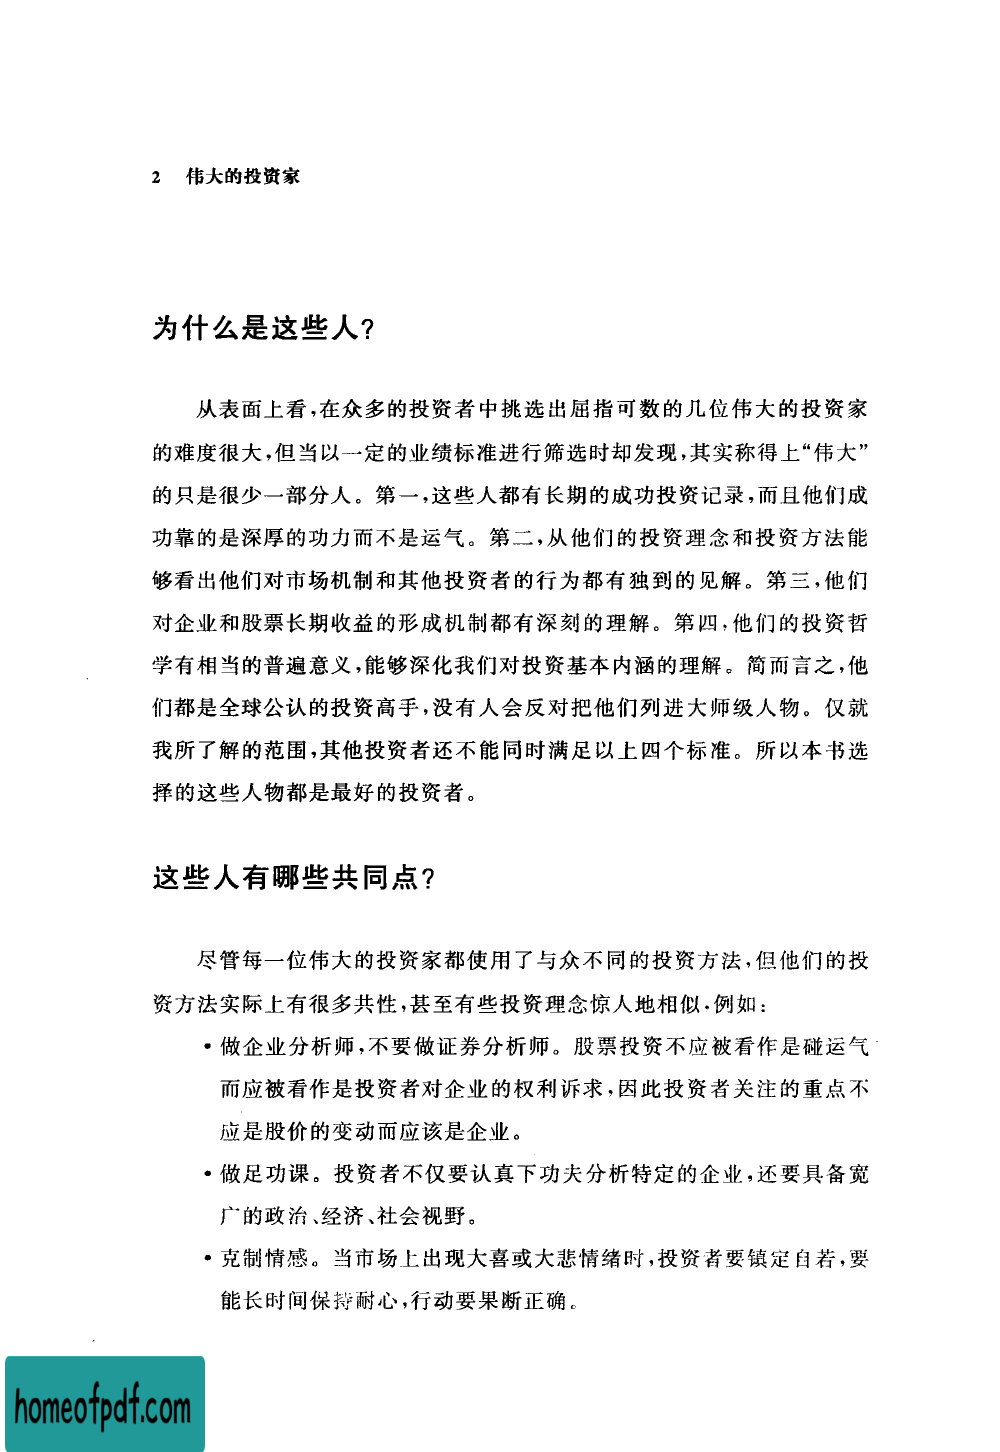 2 伟大的投资家
为什么是这些人?
从表面上看,在众多的投资者中挑选出屈指可数的几位伟大的投资家
的难度很大,但当以一定的业绩标准进行筛选时却发现,其实称得上“伟大”
的只是很少一部分人。第一,这些人都有长期的成功投资记录,而且他们成
功靠的是深厚的功力而不是运气。第二,从他们的投资理念和投资方法能
够看出他们对市场机制和其他投资者的行为都有独到的见解。第三,他们
对企业和股票长期收益的形成机制都有深刻的理解。第四,他们的投资哲
学有相当的普遍意义,能够深化我们对投资基本内涵的理解。简而言之,他
们都是全球公认的投资高手,没有人会反对把他们列进大师级人物。仅就
我所了解的范围,其他投资者还不能同时满足以上四个标准。所以本书选
择的这些人物都是最好的投资者。
这些人有哪些共同点?
尽管每一位伟大的投资家都使用了与众不同的投资方法,但他们的投
资方法实际上有很多共性,甚至有些投资理念惊人地相似.例如:
•做企业分析师,不要做证券分析师。股票投资不应被看作是碰运气
而应被看作是投资者对企业的权利诉求,因此投资者关注的重点不
应是股价的变动而应该是企业。
•做足功课。投资者不仅要认真下功夫分析特定的企业,还要具备宽
广的政治、经济、社会视野。
•克制情感。当市场上出现大喜或大悲情绪时,投资者要镇定自若,要
能长时间保持耐心,行动要果断正确。
homeofpdf.com